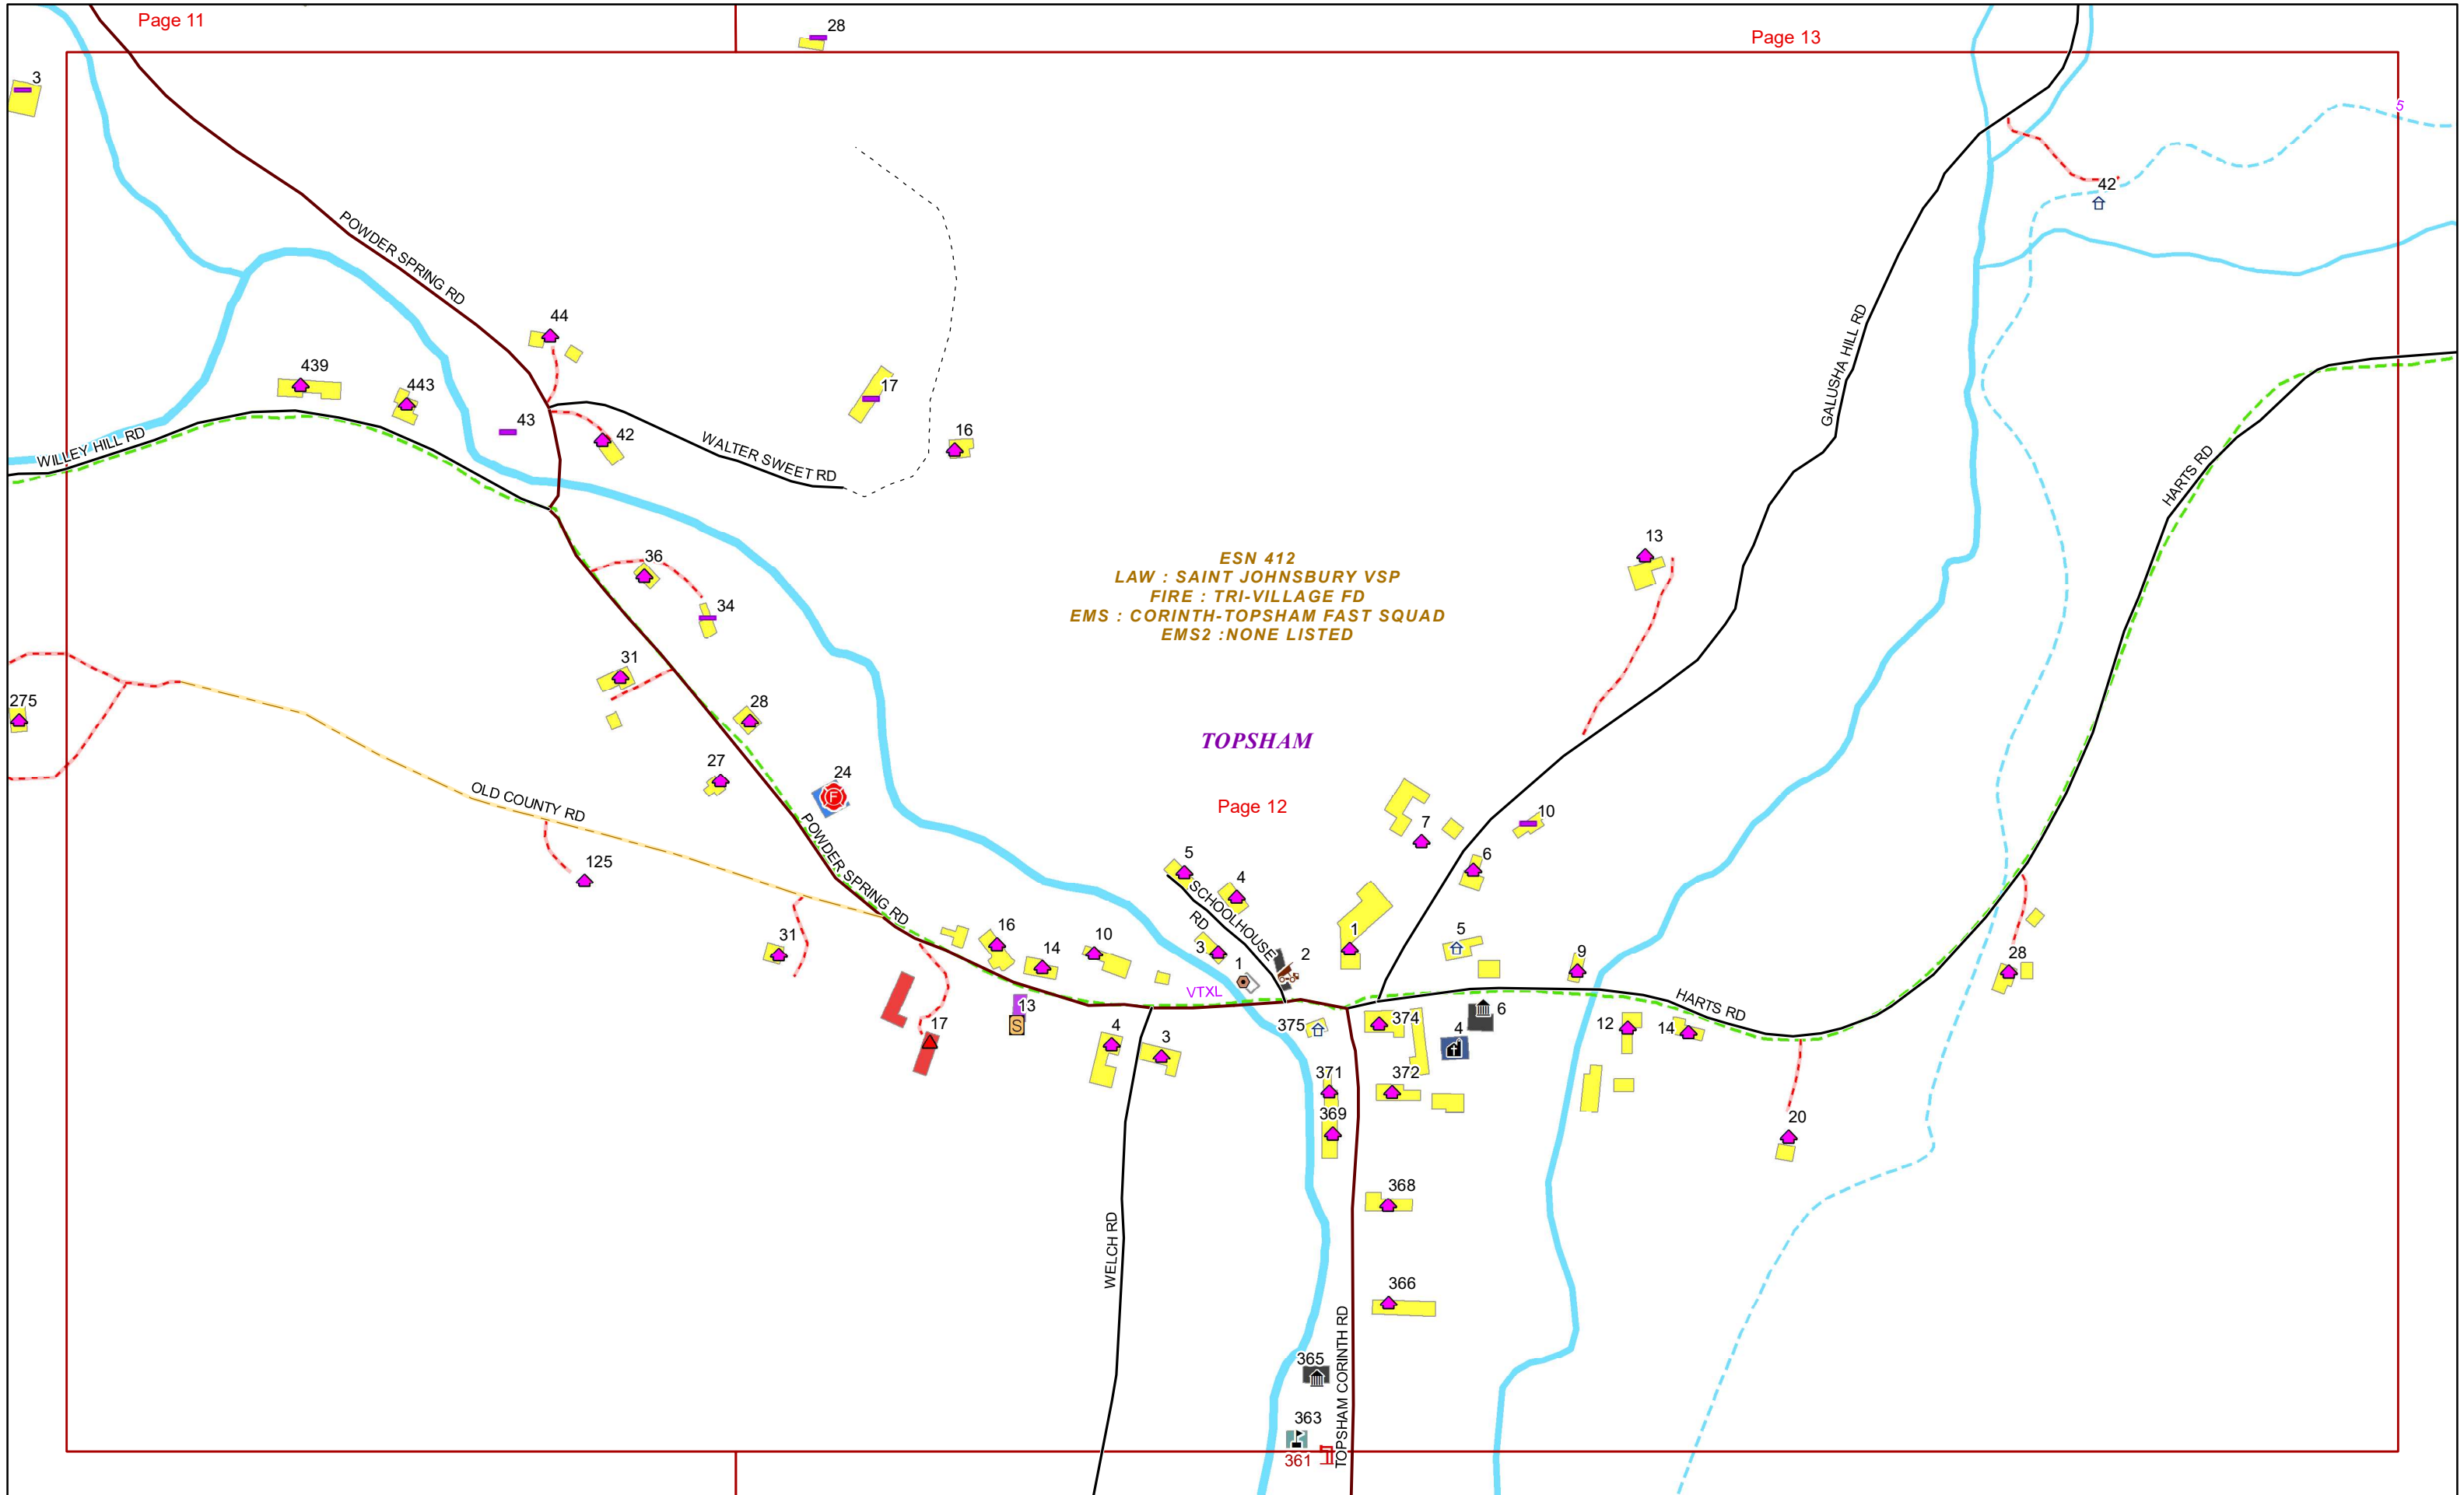 Page 11
28
Page 13
3
5
42
POWDER SPRING RD
44
GALUSHA HILL RD
439
443
17
43
42
16
WILLEY HILL RD
WALTER SWEET RD
HARTS RD
13
36
34
ESN 412
LAW : SAINT JOHNSBURY VSP
FIRE : TRI-VILLAGE FD
EMS : CORINTH-TOPSHAM FAST SQUAD
EMS2 :NONE LISTED
31
275
28
TOPSHAM
27
24
F
OLD COUNTY RD
Page 12
10
7
POWDER SPRING RD
5
6
125
4
SCHOOLHOUSE
RD
16
31
14
10
3
1
2
1
5
9
28
VTXL
13
S
17
4
3
375
374
4
6
HARTS RD
12
14
371
372
369
20
368
WELCH RD
366
TOPSHAM CORINTH RD
365
363
361